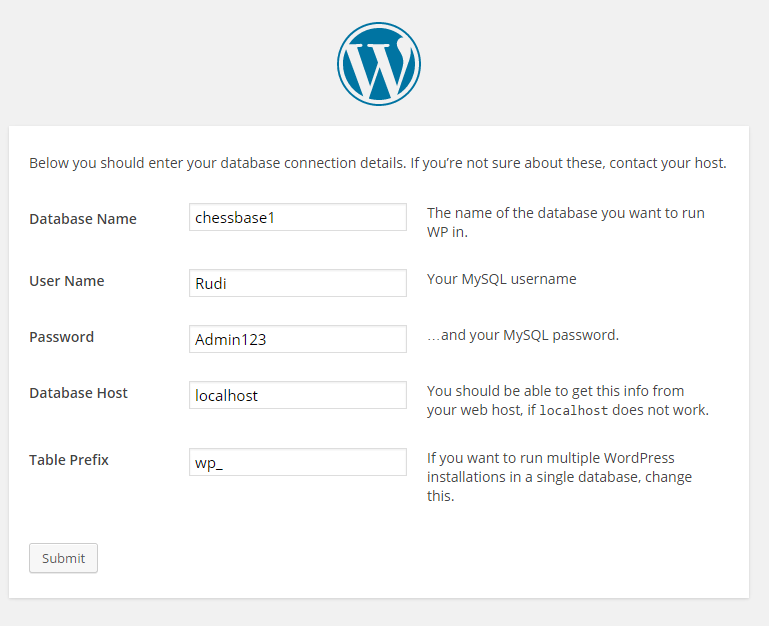 Below you should enter your database connection details. If you’re not sure about these, contact your host.
Database Name
chessbase1
The name of the database you want to run
WP in.
User Name
Rudi
Your MySQL username
Password
Admin123
…and your MySQL password.
Database Host
localhost
You should be able to get this info from
your web host, if localhost does not work.
Table Prefix
wp_
If you want to run multiple WordPress
installations in a single database, change
this.
Submit